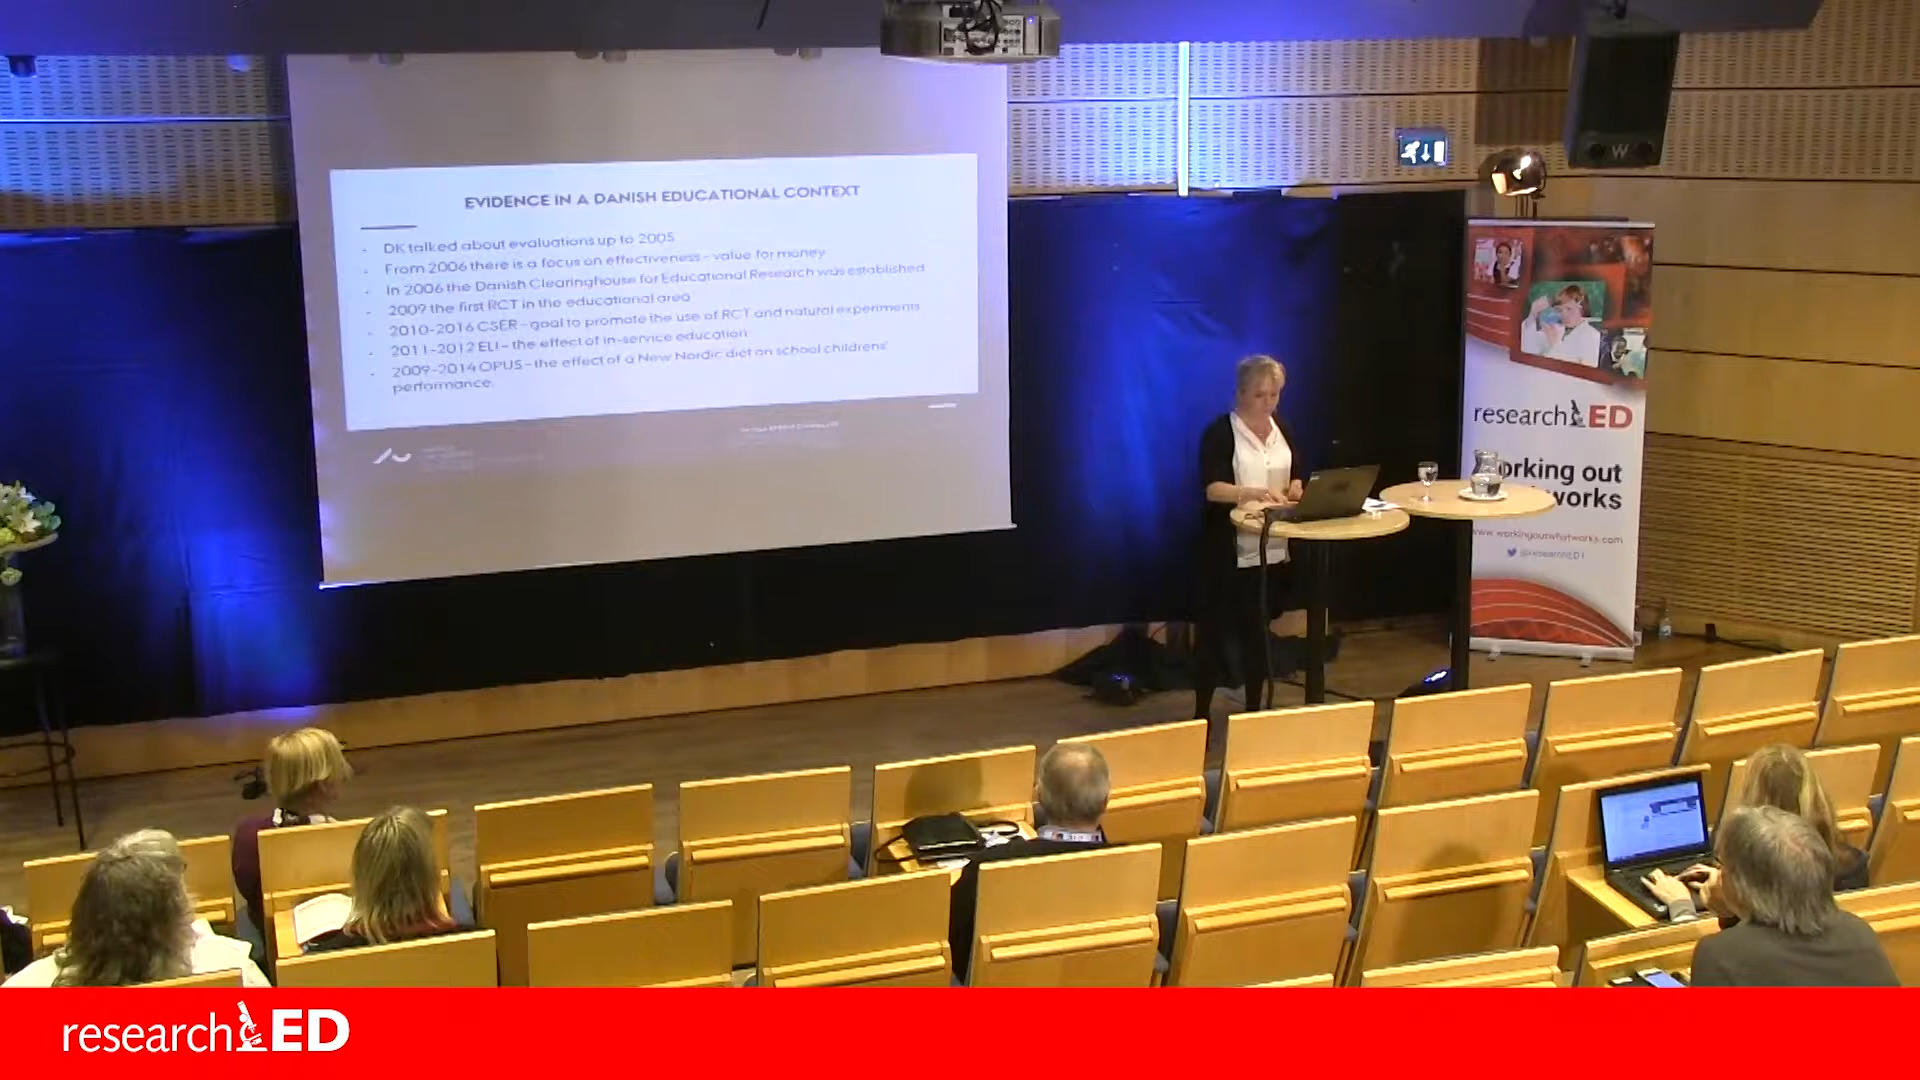 EVIDENCE IN A DANISH EDUCATIONAL CONTEXT
- DK talked about evaluations up to 2005
- From 2006 there is a focus on effectiveness - value for money
- In 2006 the Danish Clearinghouse for Educational Research was established
- 2009 the first RCT in the educational area
- 2010-2016 CSER - goal to promote the use of RCT and natural experiments
- 2011-2012 ELI - the effect of in-service education
- 2009-2014 OPUS - the effect of a New Nordic diet on school childrens'
performance.
W
researchED
orking out
works
www.workingoutwhatworks.com
@researchED1
researchED